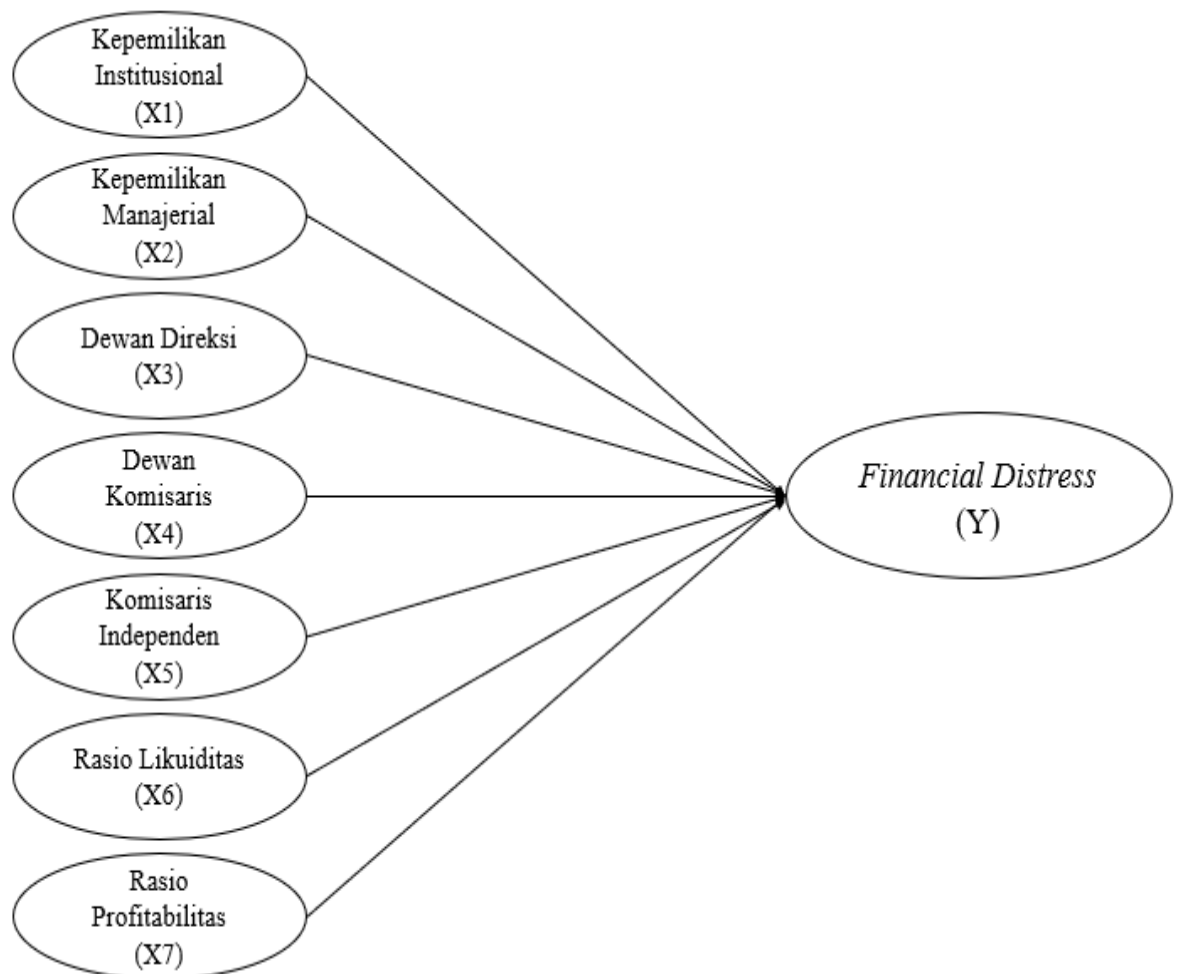 Kepemilikan
Institusional
(X1)
Kepemilikan
Manajerial
(X2)
Dewan Direksi
(X3)
Dewan
Komisaris
(X4)
Komisaris
Independen
(X5)
Rasio Likuiditas
(X6)
Rasio
Profitabilitas
(X7)
Financial Distress
(Y)